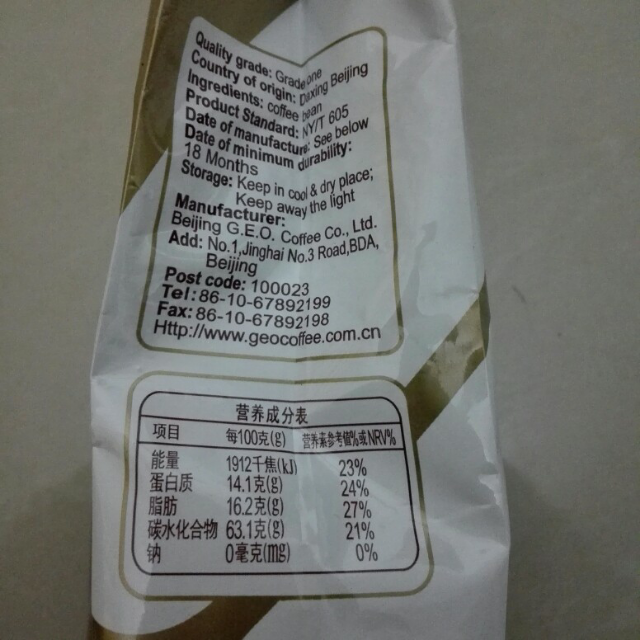 Quality grade: Grade one
Country of origin: Daxing Beijing
Ingredients: coffee bean
Product Standard: NY/T 605
Date of manufacture: See below
Date of minimum durability:
18 Months
Storage: Keep in cool & dry place;
Keep away the light
Manufacturer:
Beijing G.E.O. Coffee Co., Ltd.
Add: No.1,Jinghai No.3 Road,BDA,
Beijing
Post code: 100023
Tel:86-10-67892199
Fax:86-10-67892198
Http://www.geocoffee.com.cn
营养成分表
项目 每100克(g) 营养素参考值%或NRV%
能量 1912千焦(kJ) 23%
蛋白质 14.1克(g) 24%
脂肪 16.2克(g) 27%
碳水化合物 63.1克(g) 21%
钠 0毫克(mg) 0%